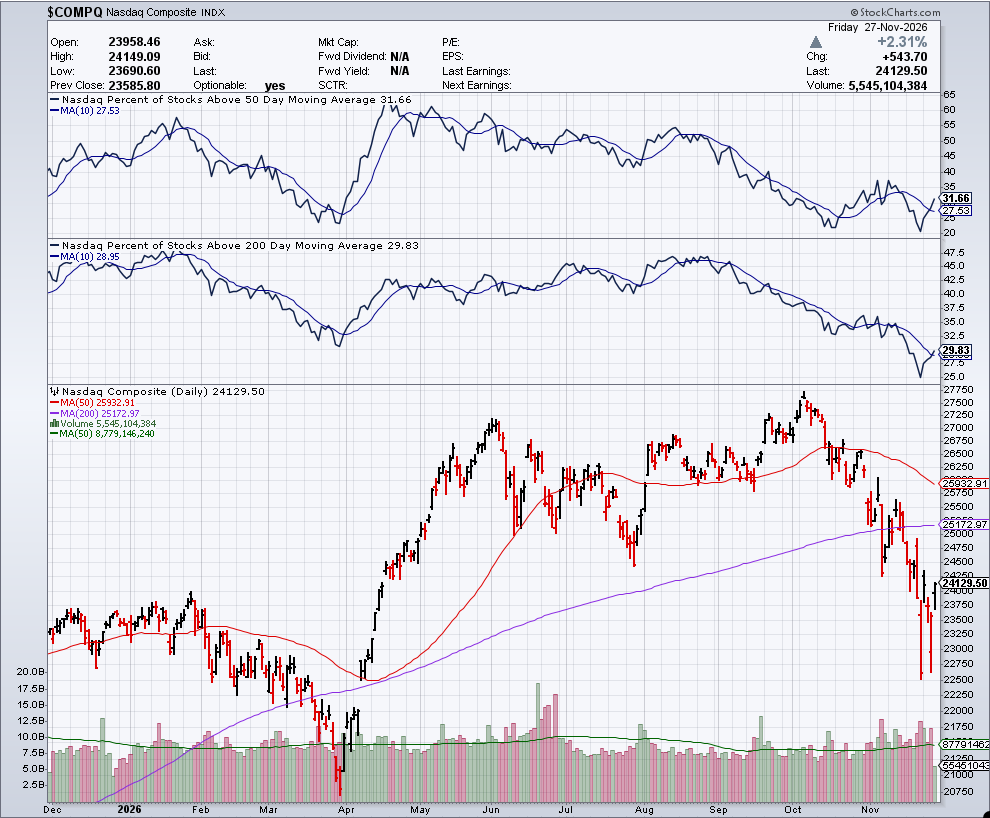 $COMPQ Nasdaq Composite INDX
© StockCharts.com
Friday 27-Nov-2026
Open: 23958.46 Ask: Mkt Cap: P/E: +2.31%
High: 24149.09 Bid: Fwd Dividend: N/A EPS: Chg: +543.70
Low: 23690.60 Last: Fwd Yield: N/A Last Earnings: Last: 24129.50
Prev Close: 23585.80 Optionable: yes SCTR: Next Earnings: Volume: 5,545,104,384
Nasdaq Percent of Stocks Above 50 Day Moving Average 31.66
MA(10) 27.53
65
60
55
50
45
40
35
31.66
27.53
25
20
Nasdaq Percent of Stocks Above 200 Day Moving Average 29.83
MA(10) 28.95
47.5
45.0
42.5
40.0
37.5
35.0
32.5
29.83
27.5
25.0
Nasdaq Composite (Daily) 24129.50
MA(50) 25932.91
MA(200) 25172.97
Volume 5,545,104,384
MA(50) 8,779,146,240
27750
27500
27250
27000
26750
26500
26250
25932.91
25750
25500
25172.97
25000
24750
24500
24250
24129.50
23750
23500
23250
23000
22750
22500
22250
22000
21750
87791462
21250
55451043
21000
20750
20.0B
17.5B
15.0B
12.5B
10.0B
7.5B
5.0B
2.5B
Dec 2026 Feb Mar Apr May Jun Jul Aug Sep Oct Nov